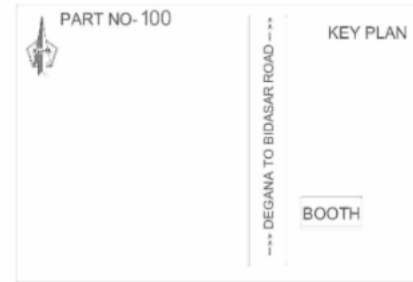 PART NO- 100
KEY PLAN
DEGANA TO BIDASAR ROAD
BOOTH